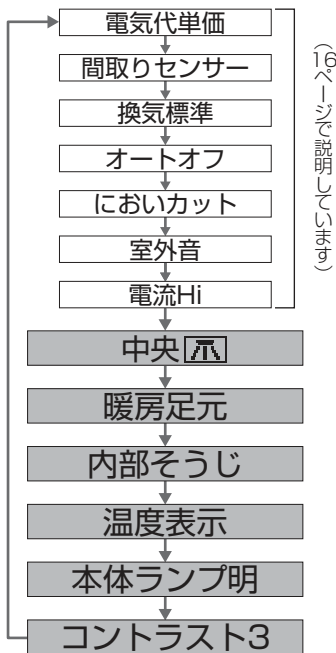 電気代単価
間取りセンサー
換気標準
オートオフ
においカット
室外音
電流Hi
(16ページで説明しています)
中央
暖房足元
内部そうじ
温度表示
本体ランプ明
コントラスト3